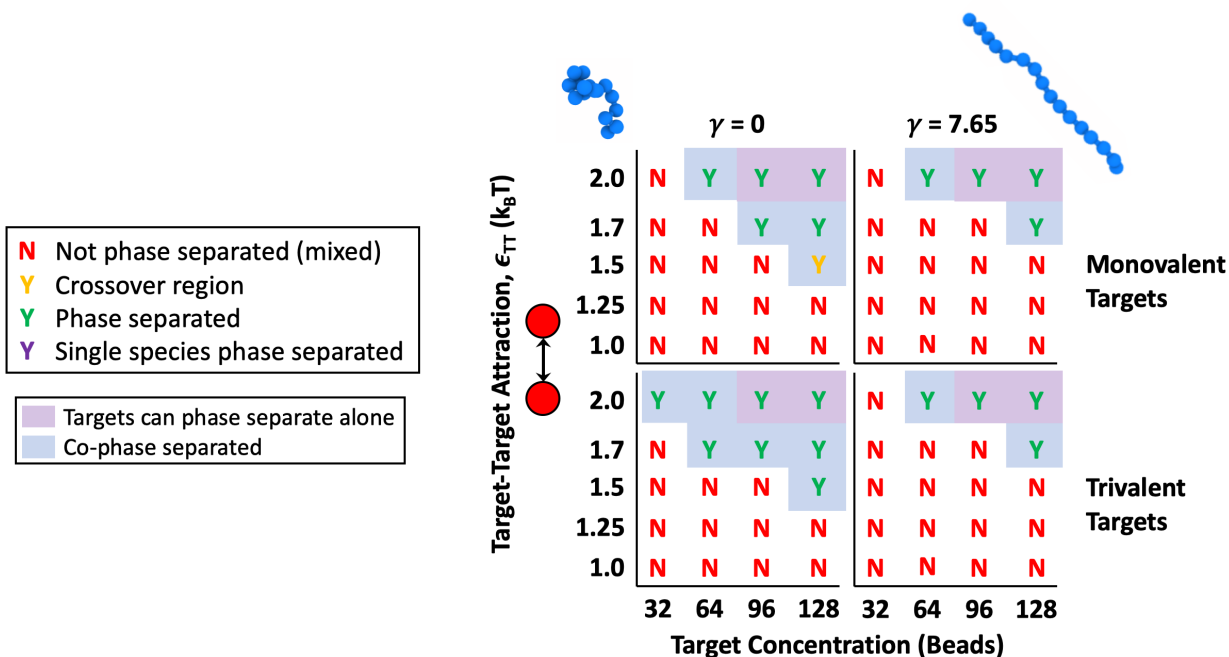 γ = 0
γ = 7.65
2.0 N Y Y Y N Y Y Y
1.7 N N Y Y N N N Y
1.5 N N N Y N N N N
1.25 N N N N N N N N
1.0 N N N N N N N N
Monovalent
Targets
2.0 Y Y Y Y N Y Y Y
1.7 N Y Y Y N N N Y
1.5 N N N Y N N N N
1.25 N N N N N N N N
1.0 N N N N N N N N
Trivalent
Targets
32 64 96 128 32 64 96 128
Target Concentration (Beads)
Target-Target Attraction, ϵTT (kBT)
N Not phase separated (mixed)
Y Crossover region
Y Phase separated
Y Single species phase separated
Targets can phase separate alone
Co-phase separated